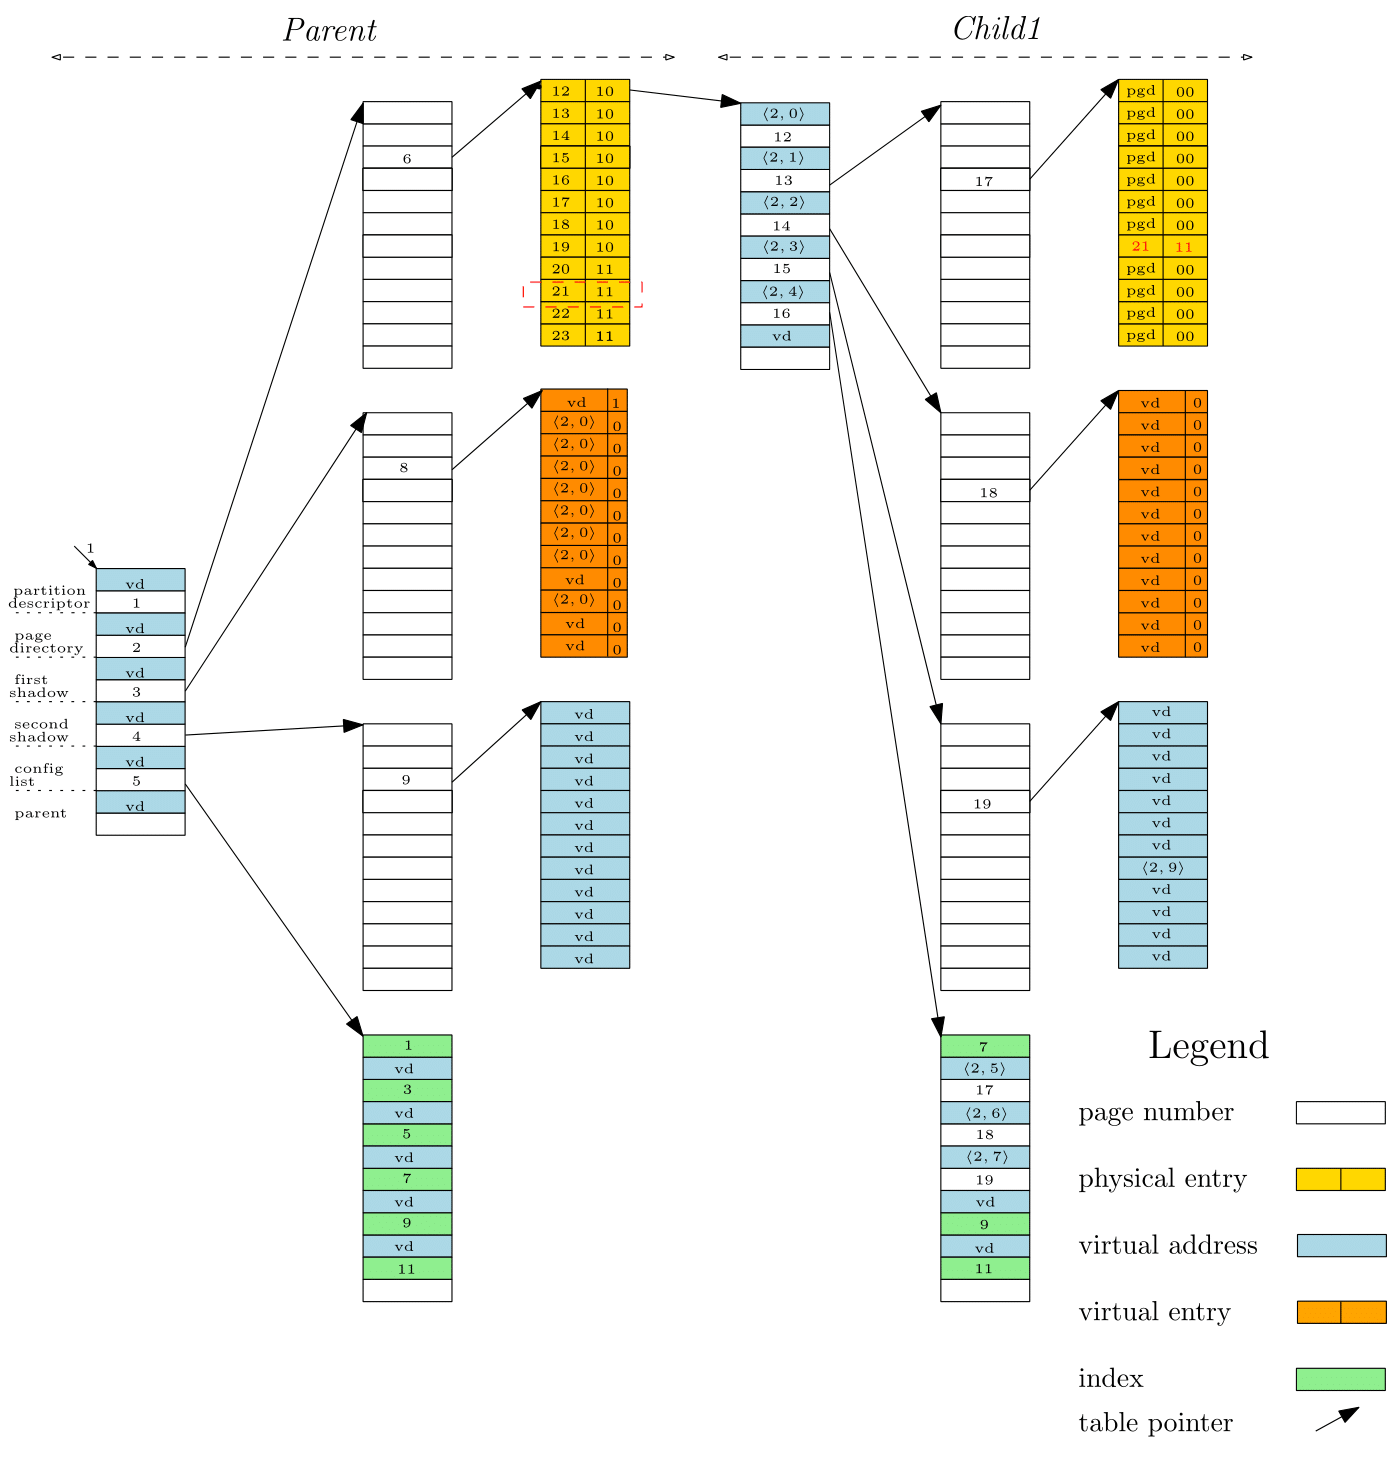 Parent
Child1
1
partition
descriptor
page
directory
first
shadow
second
shadow
config
list
parent
vd
1
vd
2
vd
3
vd
4
vd
5
vd
6
12 10
13 10
14 10
15 10
16 10
17 10
18 10
19 10
20 11
21 11
22 11
23 11
8
vd 1
⟨2, 0⟩ 0
⟨2, 0⟩ 0
⟨2, 0⟩ 0
⟨2, 0⟩ 0
⟨2, 0⟩ 0
⟨2, 0⟩ 0
⟨2, 0⟩ 0
vd 0
⟨2, 0⟩ 0
vd 0
vd 0
9
vd
vd
vd
vd
vd
vd
vd
vd
vd
vd
vd
vd
1
vd
3
vd
5
vd
7
vd
9
vd
11
⟨2, 0⟩
12
⟨2, 1⟩
13
⟨2, 2⟩
14
⟨2, 3⟩
15
⟨2, 4⟩
16
vd
17
pgd 00
pgd 00
pgd 00
pgd 00
pgd 00
pgd 00
pgd 00
21 11
pgd 00
pgd 00
pgd 00
pgd 00
18
vd 0
vd 0
vd 0
vd 0
vd 0
vd 0
vd 0
vd 0
vd 0
vd 0
vd 0
vd 0
19
vd
vd
vd
vd
vd
vd
vd
⟨2, 9⟩
vd
vd
vd
vd
7
⟨2, 5⟩
17
⟨2, 6⟩
18
⟨2, 7⟩
19
vd
9
vd
11
Legend
page number
physical entry
virtual address
virtual entry
index
table pointer